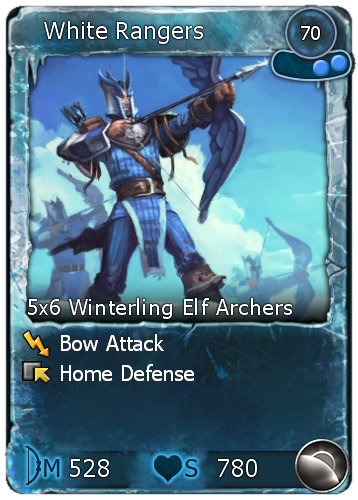 White Rangers
70
5x6 Winterling Elf Archers
Bow Attack
Home Defense
M 528
S 780